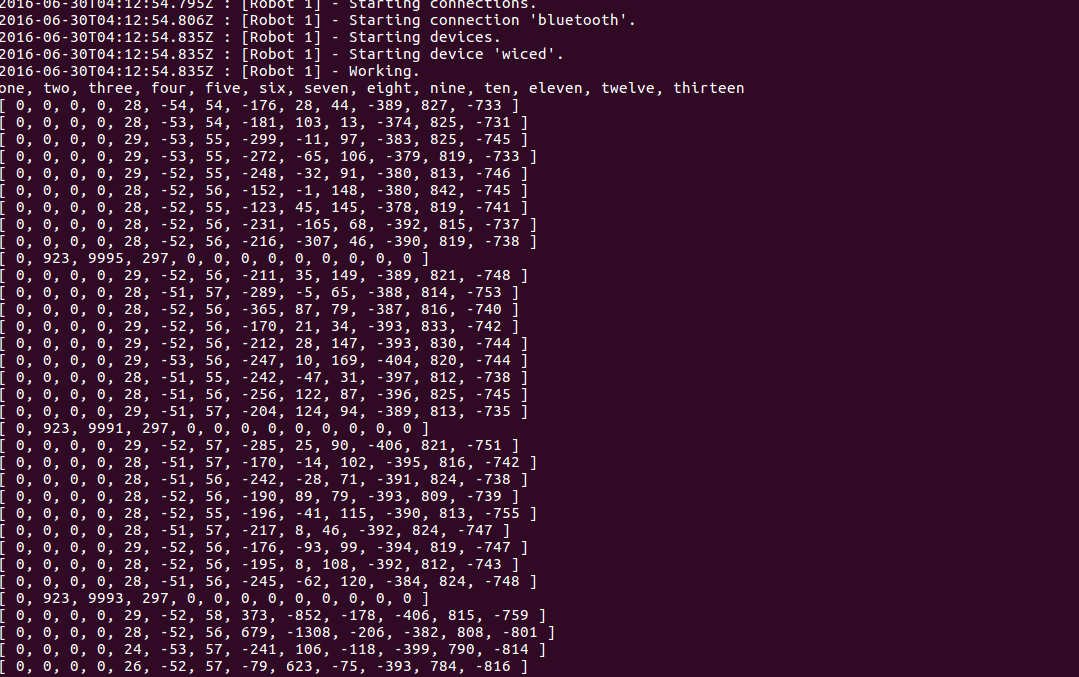 2016-06-30T04:12:54.795Z : [Robot 1] - Starting connections.
2016-06-30T04:12:54.806Z : [Robot 1] - Starting connection 'bluetooth'.
2016-06-30T04:12:54.835Z : [Robot 1] - Starting devices.
2016-06-30T04:12:54.835Z : [Robot 1] - Starting device 'wiced'.
2016-06-30T04:12:54.835Z : [Robot 1] - Working.
one, two, three, four, five, six, seven, eight, nine, ten, eleven, twelve, thirteen
[ 0, 0, 0, 0, 28, -54, 54, -176, 28, 44, -389, 827, -733 ]
[ 0, 0, 0, 0, 28, -53, 54, -181, 103, 13, -374, 825, -731 ]
[ 0, 0, 0, 0, 29, -53, 55, -299, -11, 97, -383, 825, -745 ]
[ 0, 0, 0, 0, 29, -53, 55, -272, -65, 106, -379, 819, -733 ]
[ 0, 0, 0, 0, 29, -52, 55, -248, -32, 91, -380, 813, -746 ]
[ 0, 0, 0, 0, 28, -52, 56, -152, -1, 148, -380, 842, -745 ]
[ 0, 0, 0, 0, 28, -52, 55, -123, 45, 145, -378, 819, -741 ]
[ 0, 0, 0, 0, 28, -52, 56, -231, -165, 68, -392, 815, -737 ]
[ 0, 0, 0, 0, 28, -52, 56, -216, -307, 46, -390, 819, -738 ]
[ 0, 923, 9995, 297, 0, 0, 0, 0, 0, 0, 0, 0, 0 ]
[ 0, 0, 0, 0, 29, -52, 56, -211, 35, 149, -389, 821, -748 ]
[ 0, 0, 0, 0, 28, -51, 57, -289, -5, 65, -388, 814, -753 ]
[ 0, 0, 0, 0, 28, -52, 56, -365, 87, 79, -387, 816, -740 ]
[ 0, 0, 0, 0, 29, -52, 56, -170, 21, 34, -393, 833, -742 ]
[ 0, 0, 0, 0, 29, -52, 56, -212, 28, 147, -393, 830, -744 ]
[ 0, 0, 0, 0, 29, -53, 56, -247, 10, 169, -404, 820, -744 ]
[ 0, 0, 0, 0, 28, -51, 55, -242, -47, 31, -397, 812, -738 ]
[ 0, 0, 0, 0, 28, -51, 56, -256, 122, 87, -396, 825, -745 ]
[ 0, 0, 0, 0, 29, -51, 57, -204, 124, 94, -389, 813, -735 ]
[ 0, 923, 9991, 297, 0, 0, 0, 0, 0, 0, 0, 0, 0 ]
[ 0, 0, 0, 0, 29, -52, 57, -285, 25, 90, -406, 821, -751 ]
[ 0, 0, 0, 0, 28, -51, 57, -170, -14, 102, -395, 816, -742 ]
[ 0, 0, 0, 0, 28, -51, 56, -242, -28, 71, -391, 824, -738 ]
[ 0, 0, 0, 0, 28, -52, 56, -190, 89, 79, -393, 809, -739 ]
[ 0, 0, 0, 0, 28, -52, 55, -196, -41, 115, -390, 813, -755 ]
[ 0, 0, 0, 0, 28, -51, 57, -217, 8, 46, -392, 824, -747 ]
[ 0, 0, 0, 0, 29, -52, 56, -176, -93, 99, -394, 819, -747 ]
[ 0, 0, 0, 0, 28, -52, 56, -195, 8, 108, -392, 812, -743 ]
[ 0, 0, 0, 0, 28, -51, 56, -245, -62, 120, -384, 824, -748 ]
[ 0, 923, 9993, 297, 0, 0, 0, 0, 0, 0, 0, 0, 0 ]
[ 0, 0, 0, 0, 29, -52, 58, 373, -852, -178, -406, 815, -759 ]
[ 0, 0, 0, 0, 28, -52, 56, 679, -1308, -206, -382, 808, -801 ]
[ 0, 0, 0, 0, 24, -53, 57, -241, 106, -118, -399, 790, -814 ]
[ 0, 0, 0, 0, 26, -52, 57, -79, 623, -75, -393, 784, -816 ]